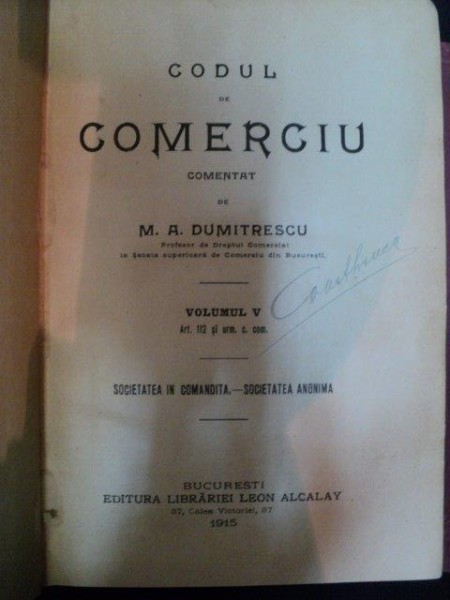 CODUL
DE
COMERCIU
COMENTAT
DE
M. A. DUMITRESCU
Profesor de Dreptul Comercial
la Școala superioară de Comerciu din București.
VOLUMUL V
Art. 112 și urm. c. com.
SOCIETATEA IN COMANDITA.—SOCIETATEA ANONIMA
BUCUREȘTI
EDITURA LIBRĂRIEI LEON ALCALAY
37, Calea Victoriei, 37
1915